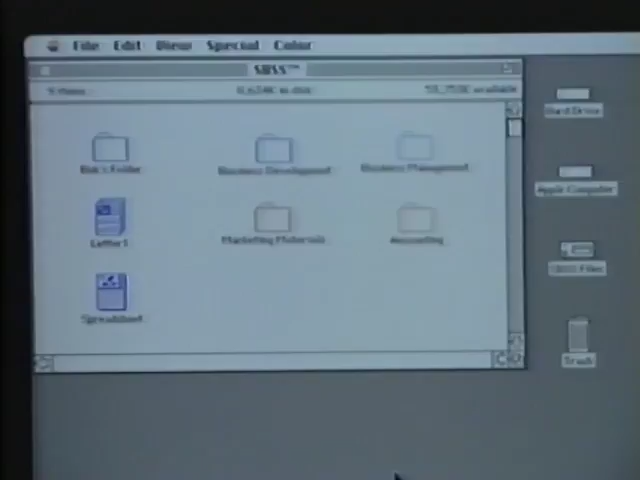 File Edit View Special Color
SBSS™
Hard Drive
Bob's Folder Business Development Business Management
Apple Computer
Letter 1 Marketing Materials Accounting
SBSS Files
Spreadsheet
Trash